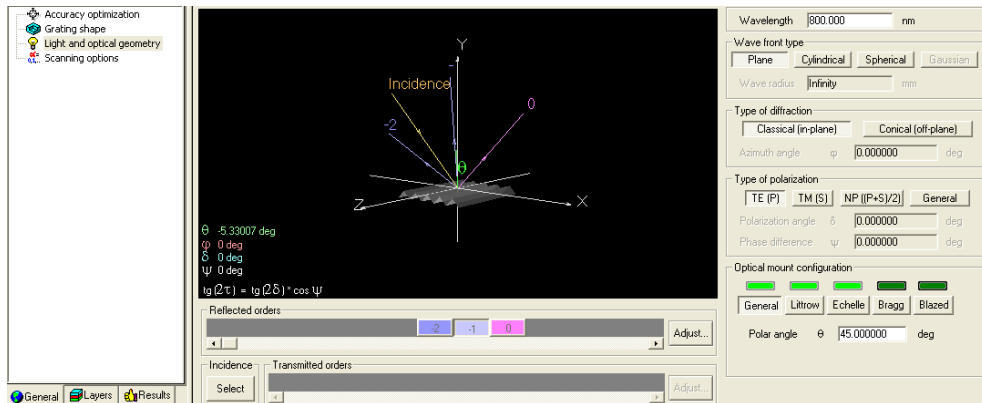 Accuracy optimization
Grating shape
Light and optical geometry
Scanning options
General Layers Results
Y
Incidence
-1
0
-2
θ
Z
X
θ -5.33007 deg
φ 0 deg
δ 0 deg
Ψ 0 deg
tg(2τ) = tg(2δ)*cos Ψ
Reflected orders
-2 -1 0
Adjust...
Incidence
Select
Transmitted orders
Adjust...
Wavelength 800.000 nm
Wave front type
Plane Cylindrical Spherical Gaussian
Wave radius Infinity mm
Type of diffraction
Classical (in-plane) Conical (off-plane)
Azimuth angle φ 0.000000 deg
Type of polarization
TE (P) TM (S) NP ((P+S)/2) General
Polarization angle δ 0.000000 deg
Phase difference ψ 0.000000 deg
Optical mount configuration
General Littrow Echelle Bragg Blazed
Polar angle θ 45.000000 deg